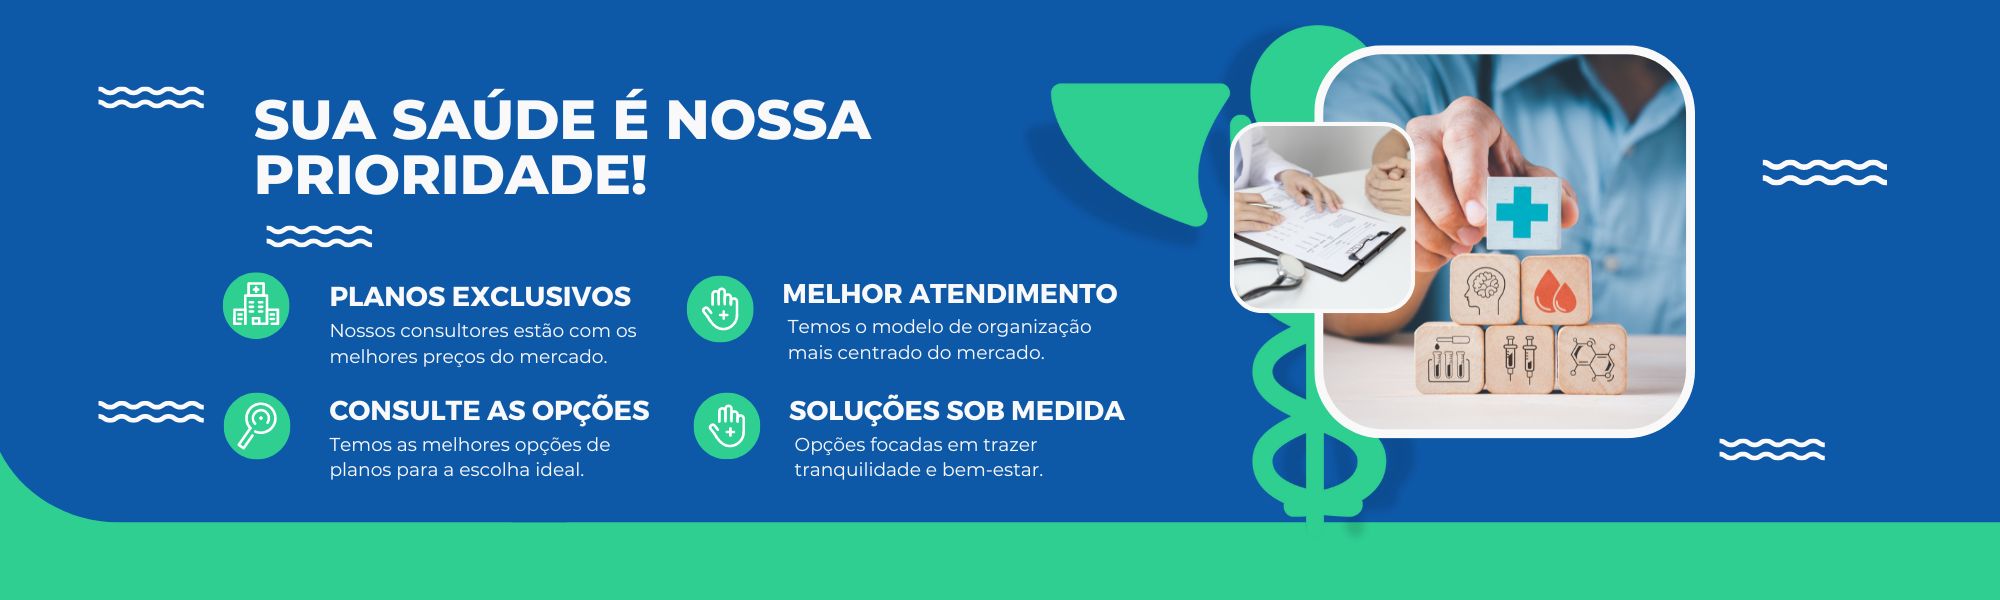 SUA SAÚDE É NOSSA
PRIORIDADE!
PLANOS EXCLUSIVOS
Nossos consultores estão com os
melhores preços do mercado.
MELHOR ATENDIMENTO
Temos o modelo de organização
mais centrado do mercado.
CONSULTE AS OPÇÕES
Temos as melhores opções de
planos para a escolha ideal.
SOLUÇÕES SOB MEDIDA
Opções focadas em trazer
tranquilidade e bem-estar.